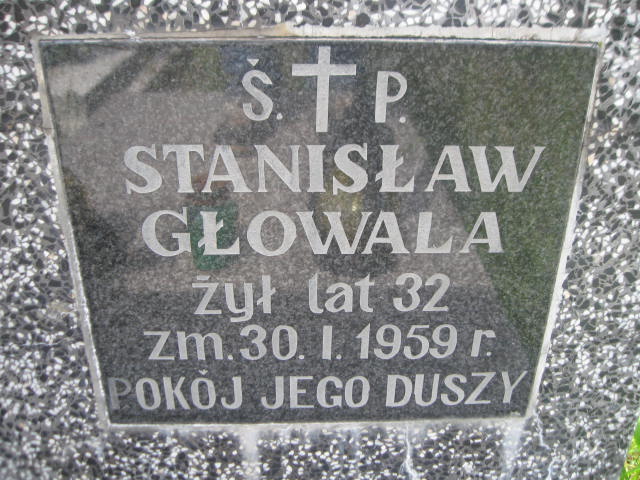 Ś. P.
STANISŁAW
GŁOWALA
żył lat 32
zm. 30. I. 1959 r.
POKÓJ JEGO DUSZY